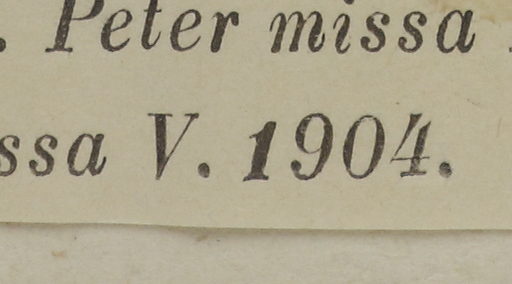 . Peter missa
ssa V. 1904.